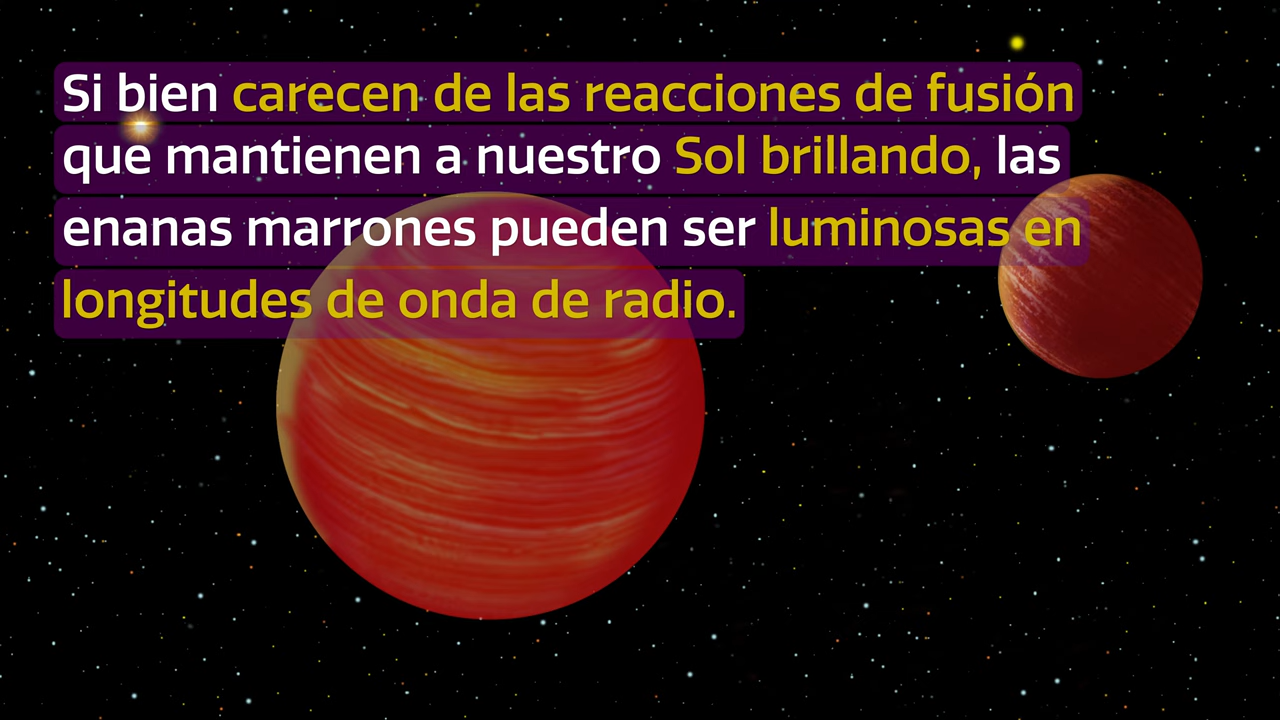 Si bien carecen de las reacciones de fusión
que mantienen a nuestro Sol brillando, las
enanas marrones pueden ser luminosas en
longitudes de onda de radio.